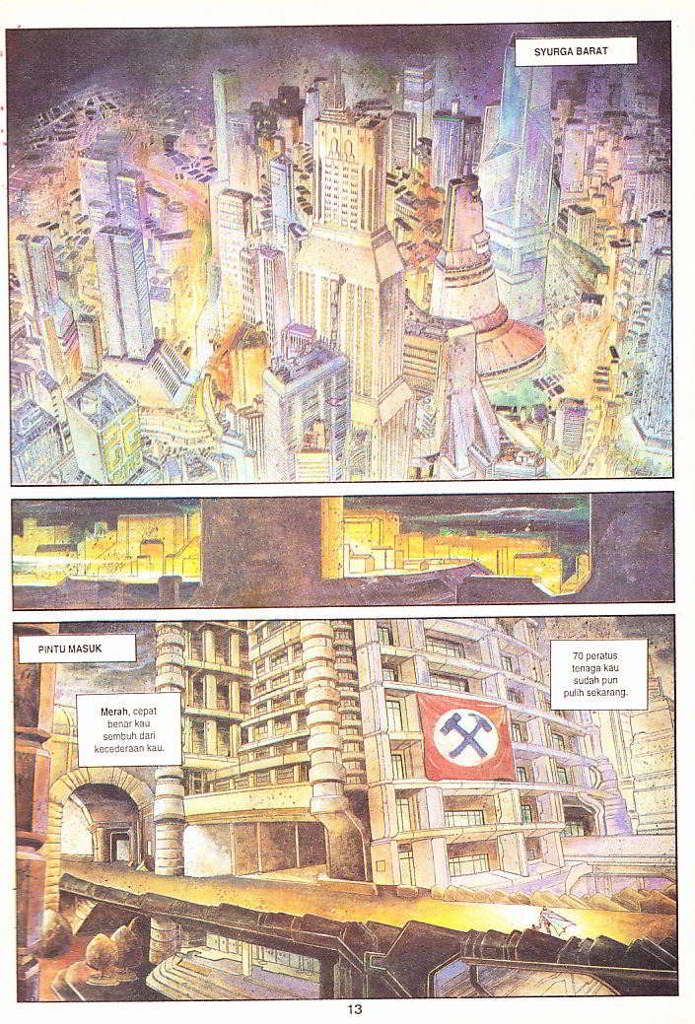 SYURGA BARAT
PINTU MASUK
Merah, cepat
benar kau
sembuh dari
kecederaan kau.
70 peratus
tenaga kau
sudah pun
pulih sekarang.
13